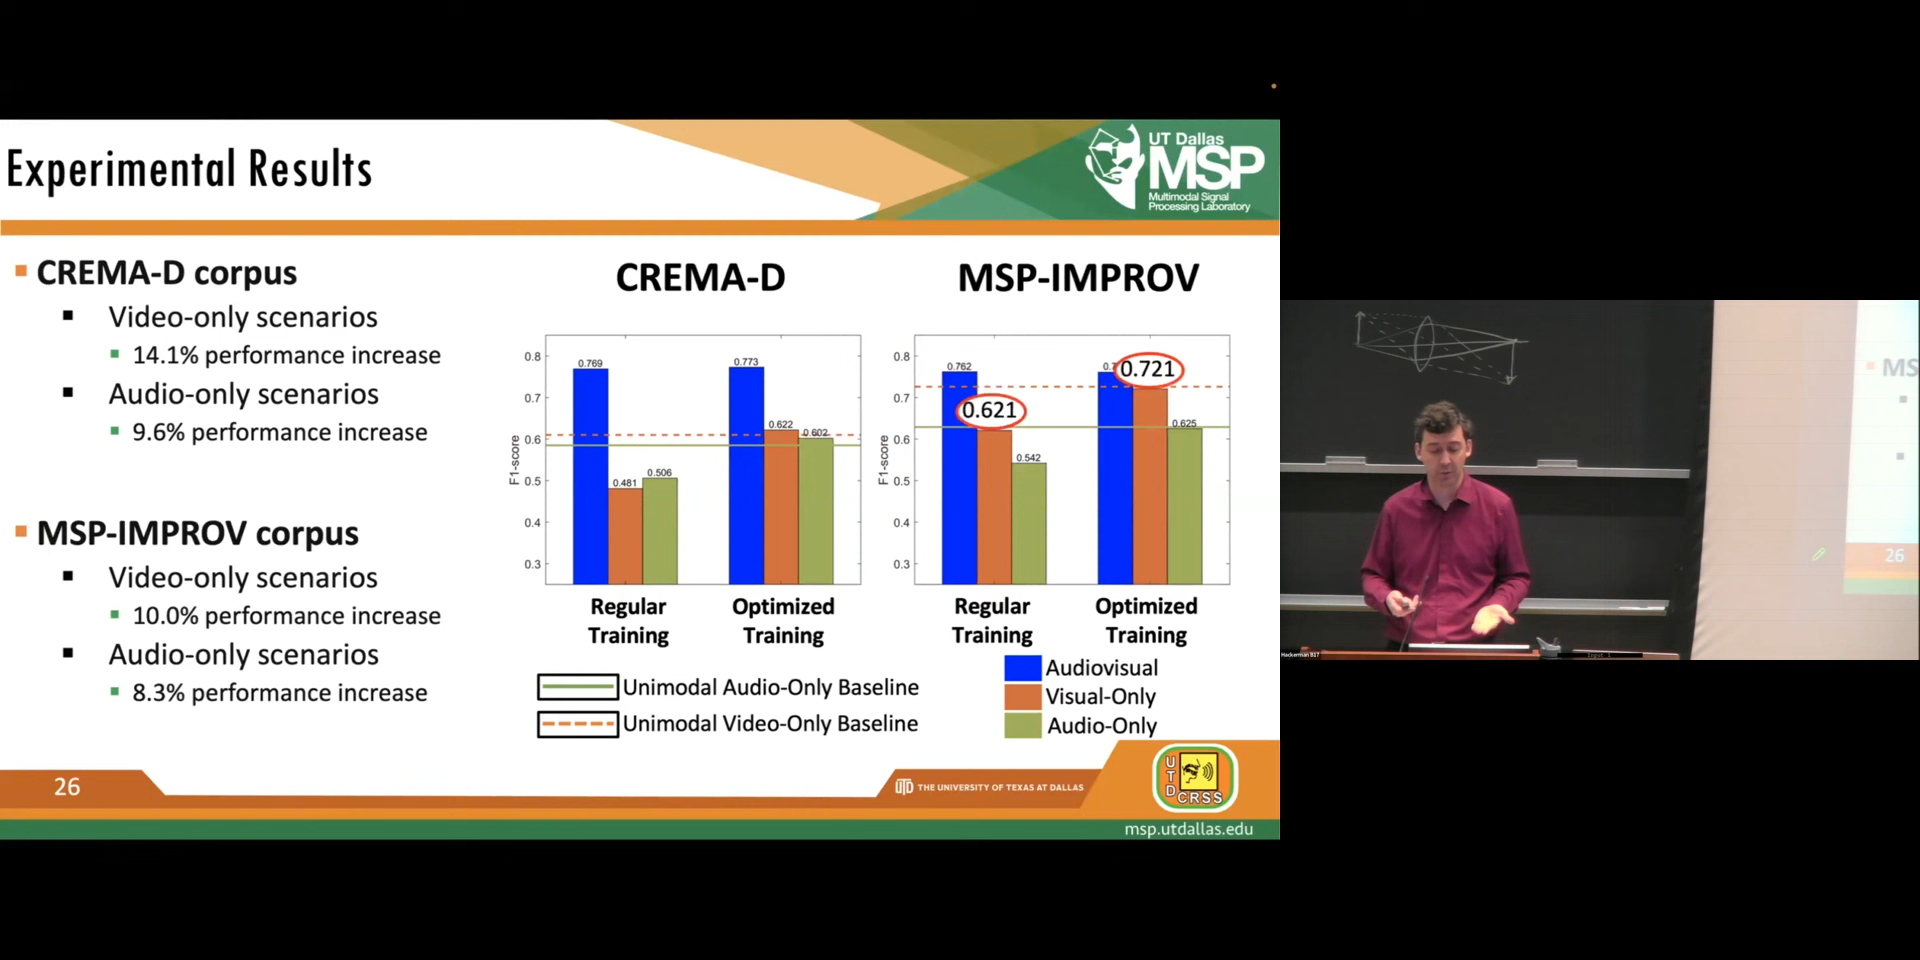 Experimental Results
UT Dallas
MSP
Multimodal Signal
Processing Laboratory
CREMA-D corpus
Video-only scenarios
14.1% performance increase
Audio-only scenarios
9.6% performance increase
MSP-IMPROV corpus
Video-only scenarios
10.0% performance increase
Audio-only scenarios
8.3% performance increase
CREMA-D
F1-score
0.8
0.7
0.6
0.5
0.4
0.3
0.769
0.481
0.506
0.773
0.622
0.602
Regular
Training
Optimized
Training
MSP-IMPROV
F1-score
0.8
0.7
0.6
0.5
0.4
0.3
0.762
0.621
0.542
0.721
0.625
Regular
Training
Optimized
Training
Unimodal Audio-Only Baseline
Unimodal Video-Only Baseline
Audiovisual
Visual-Only
Audio-Only
26
UTD THE UNIVERSITY OF TEXAS AT DALLAS
UTD
CRSS
msp.utdallas.edu
MS
26
Hackerman B17